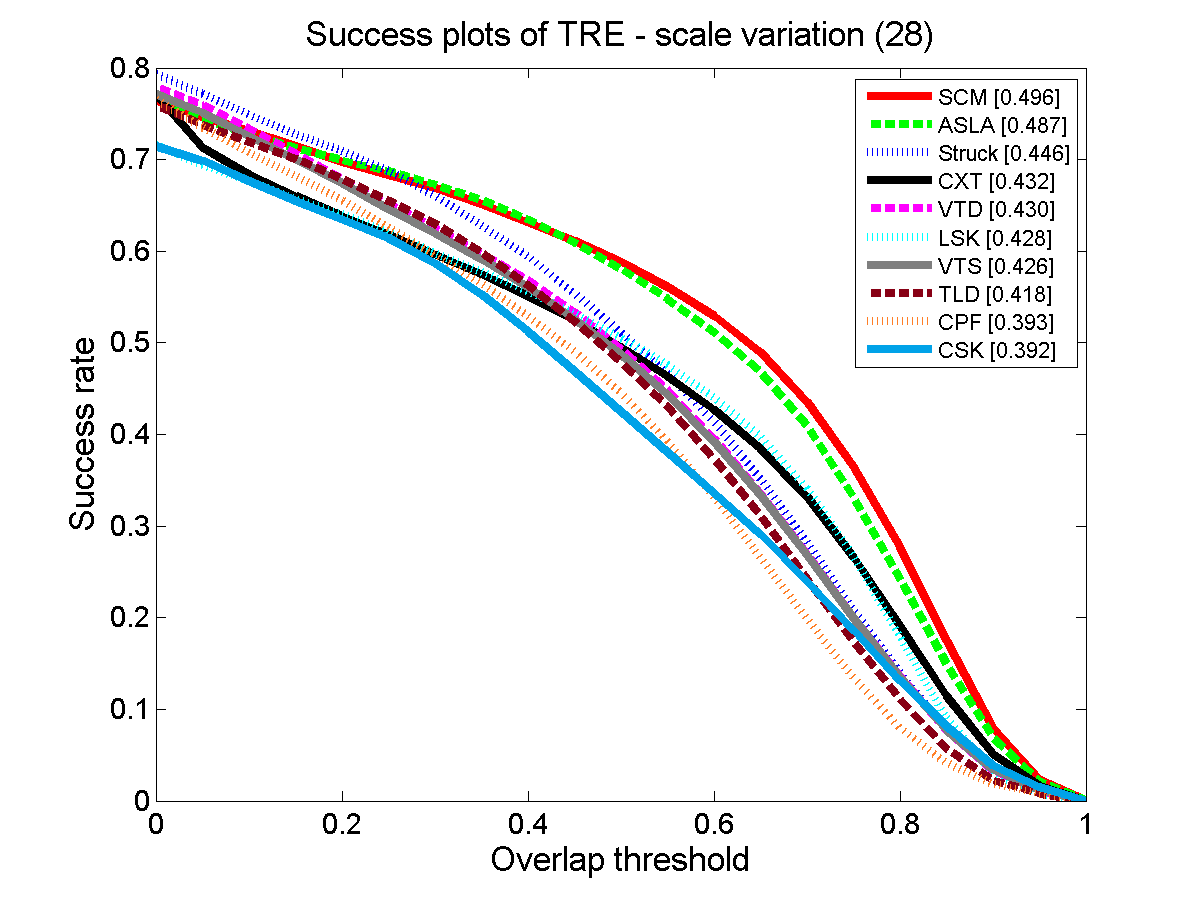 Success plots of TRE - scale variation (28)
0.8
0.7
0.6
0.5
0.4
0.3
0.2
0.1
0
Success rate
SCM [0.496]
ASLA [0.487]
Struck [0.446]
CXT [0.432]
VTD [0.430]
LSK [0.428]
VTS [0.426]
TLD [0.418]
CPF [0.393]
CSK [0.392]
0 0.2 0.4 0.6 0.8 1
Overlap threshold